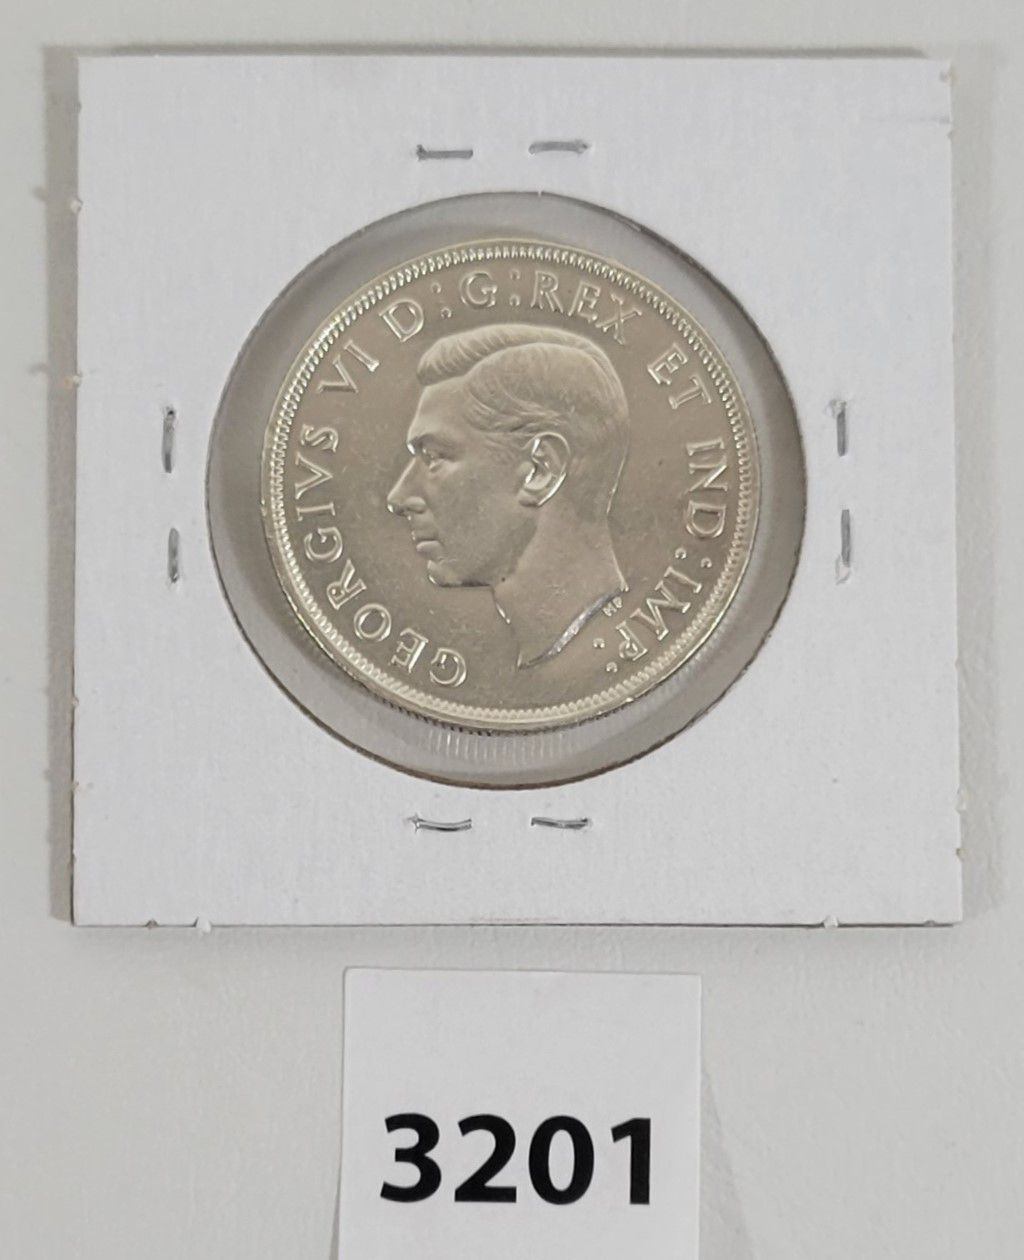 GEORGIVS VI D:G:REX ET IND:IMP:
HP
3201